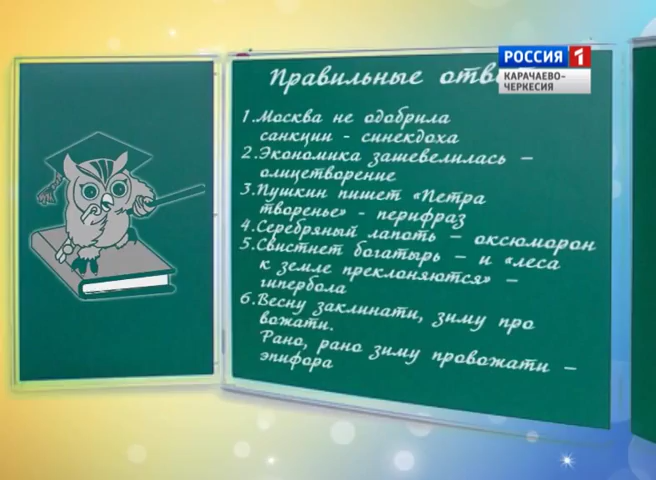 РОССИЯ 1
КАРАЧАЕВО-
ЧЕРКЕСИЯ
Правильные отв
1.Москва не одобрила
санкции - синекдоха
2.Экономика зашевелилась –
олицетворение
3.Пушкин пишет «Петра
творенье» - перифраз
4.Серебряный лапоть – оксюморон
5.Свистнет богатырь – и «леса
к земле преклоняются» –
гипербола
6.Весну заклинати, зиму про
вожати.
Рано, рано зиму провожати –
эпифора